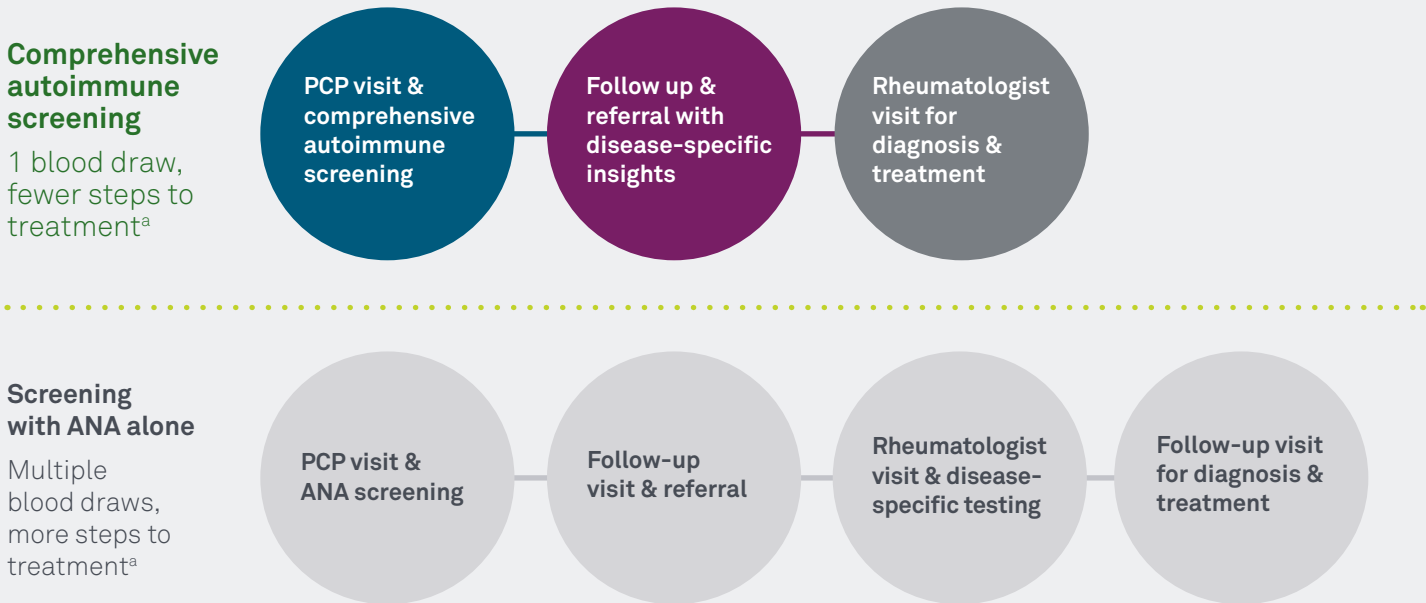 Comprehensive
autoimmune
screening
1 blood draw,
fewer steps to
treatmentᵃ
PCP visit &
comprehensive
autoimmune
screening
Follow up &
referral with
disease-specific
insights
Rheumatologist
visit for
diagnosis &
treatment
Screening
with ANA alone
Multiple
blood draws,
more steps to
treatmentᵃ
PCP visit &
ANA screening
Follow-up
visit & referral
Rheumatologist
visit & disease-
specific testing
Follow-up visit
for diagnosis &
treatment